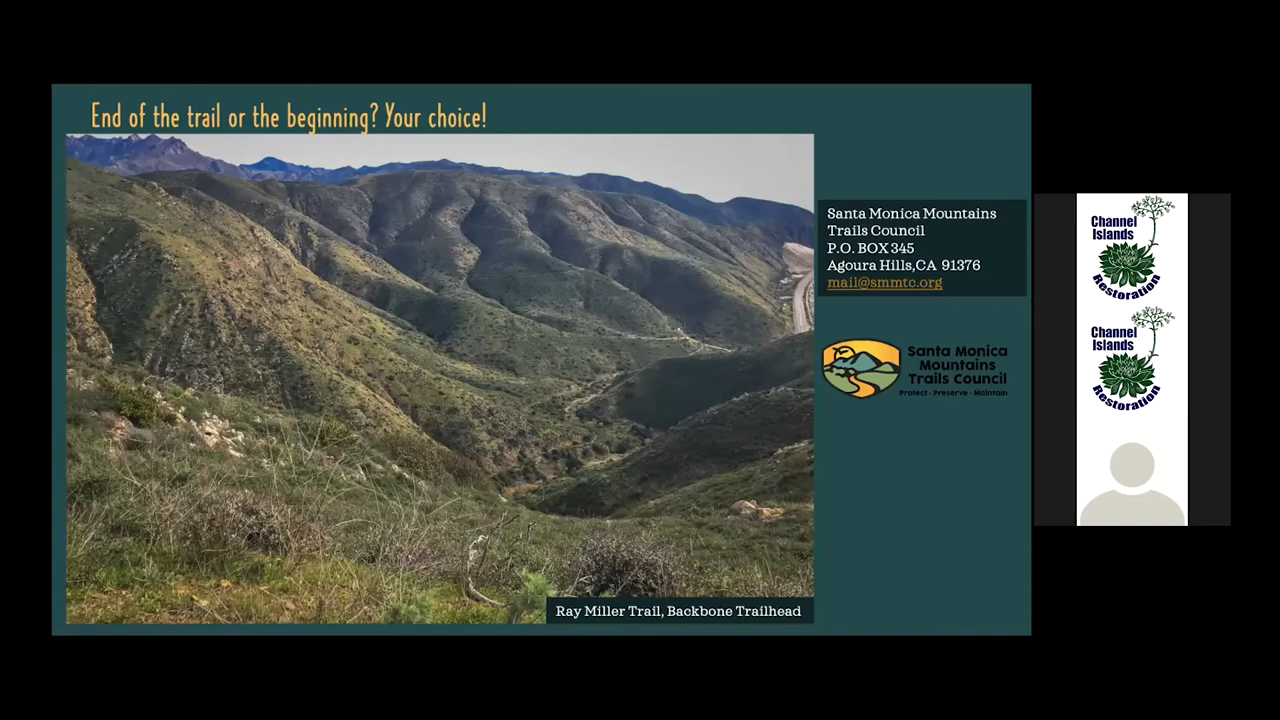 End of the trail or the beginning? Your choice!
Santa Monica Mountains
Trails Council
P.O. BOX 345
Agoura Hills,CA 91376
mail@smmtc.org
Santa Monica
Mountains
Trails Council
Protect - Preserve - Maintain
Ray Miller Trail, Backbone Trailhead
Channel
Islands
Restoration
Channel
Islands
Restoration